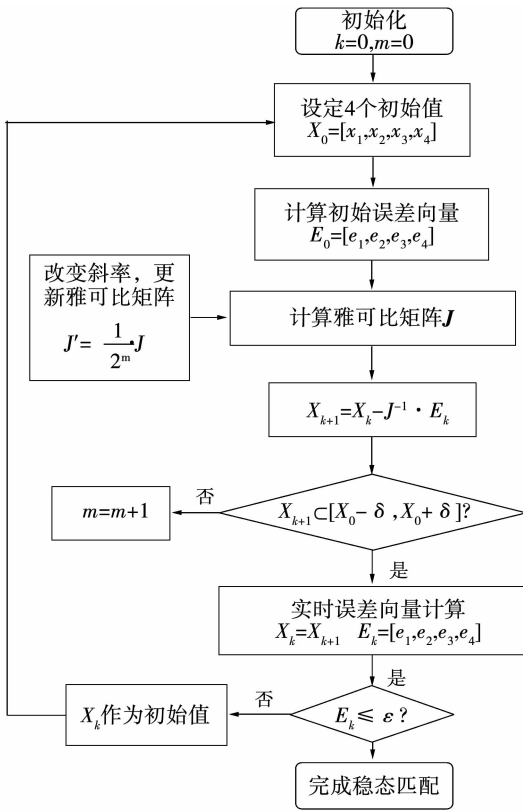 初始化
k=0,m=0
设定4个初始值
X₀=[x₁,x₂,x₃,x₄]
计算初始误差向量
E₀=[e₁,e₂,e₃,e₄]
改变斜率，更
新雅可比矩阵
J′= 1/2ᵐ·J
计算雅可比矩阵J
Xₖ₊₁=Xₖ-J⁻¹·Eₖ
Xₖ₊₁⊂[X₀-δ,X₀+δ]?
否
m=m+1
是
实时误差向量计算
Xₖ=Xₖ₊₁ Eₖ=[e₁,e₂,e₃,e₄]
是
Eₖ≤ε?
否
Xₖ作为初始值
完成稳态匹配